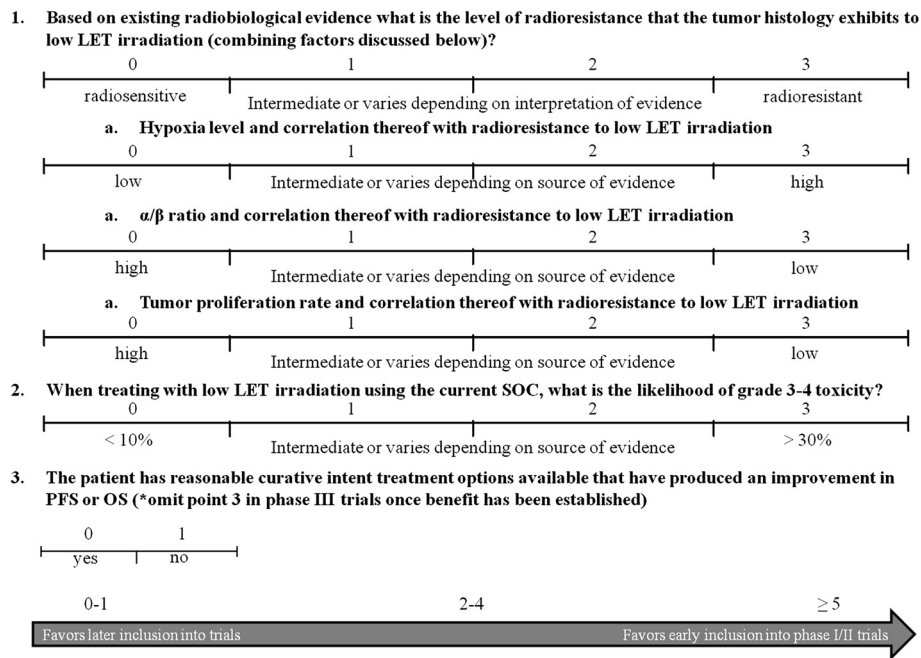 1. Based on existing radiobiological evidence what is the level of radioresistance that the tumor histology exhibits to
low LET irradiation (combining factors discussed below)?
0 1 2 3
radiosensitive Intermediate or varies depending on interpretation of evidence radioresistant
a. Hypoxia level and correlation thereof with radioresistance to low LET irradiation
0 1 2 3
low Intermediate or varies depending on source of evidence high
a. α/β ratio and correlation thereof with radioresistance to low LET irradiation
0 1 2 3
high Intermediate or varies depending on source of evidence low
a. Tumor proliferation rate and correlation thereof with radioresistance to low LET irradiation
0 1 2 3
high Intermediate or varies depending on source of evidence low
2. When treating with low LET irradiation using the current SOC, what is the likelihood of grade 3-4 toxicity?
0 1 2 3
< 10% Intermediate or varies depending on source of evidence > 30%
3. The patient has reasonable curative intent treatment options available that have produced an improvement in
PFS or OS (*omit point 3 in phase III trials once benefit has been established)
0 1
yes no
0-1 2-4 ≥ 5
Favors later inclusion into trials Favors early inclusion into phase I/II trials